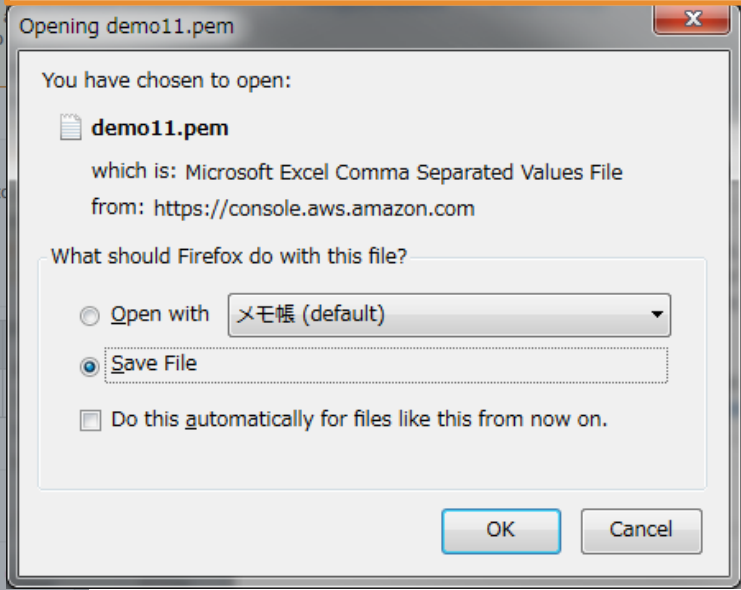 Opening demo11.pem
You have chosen to open:
demo11.pem
which is: Microsoft Excel Comma Separated Values File
from: https://console.aws.amazon.com
What should Firefox do with this file?
Open with メモ帳 (default)
Save File
Do this automatically for files like this from now on.
OK Cancel